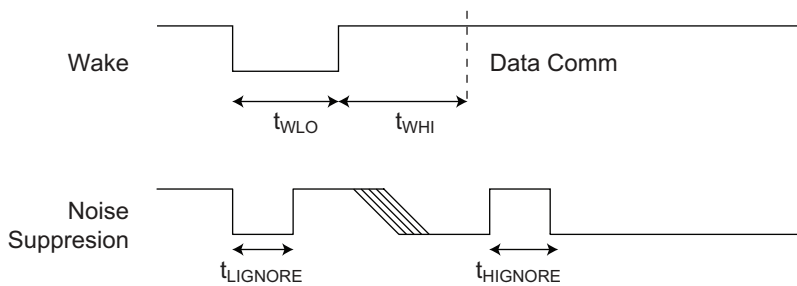 Wake
Data Comm
tWLO
tWHI
Noise
Suppresion
tLIGNORE
tHIGNORE